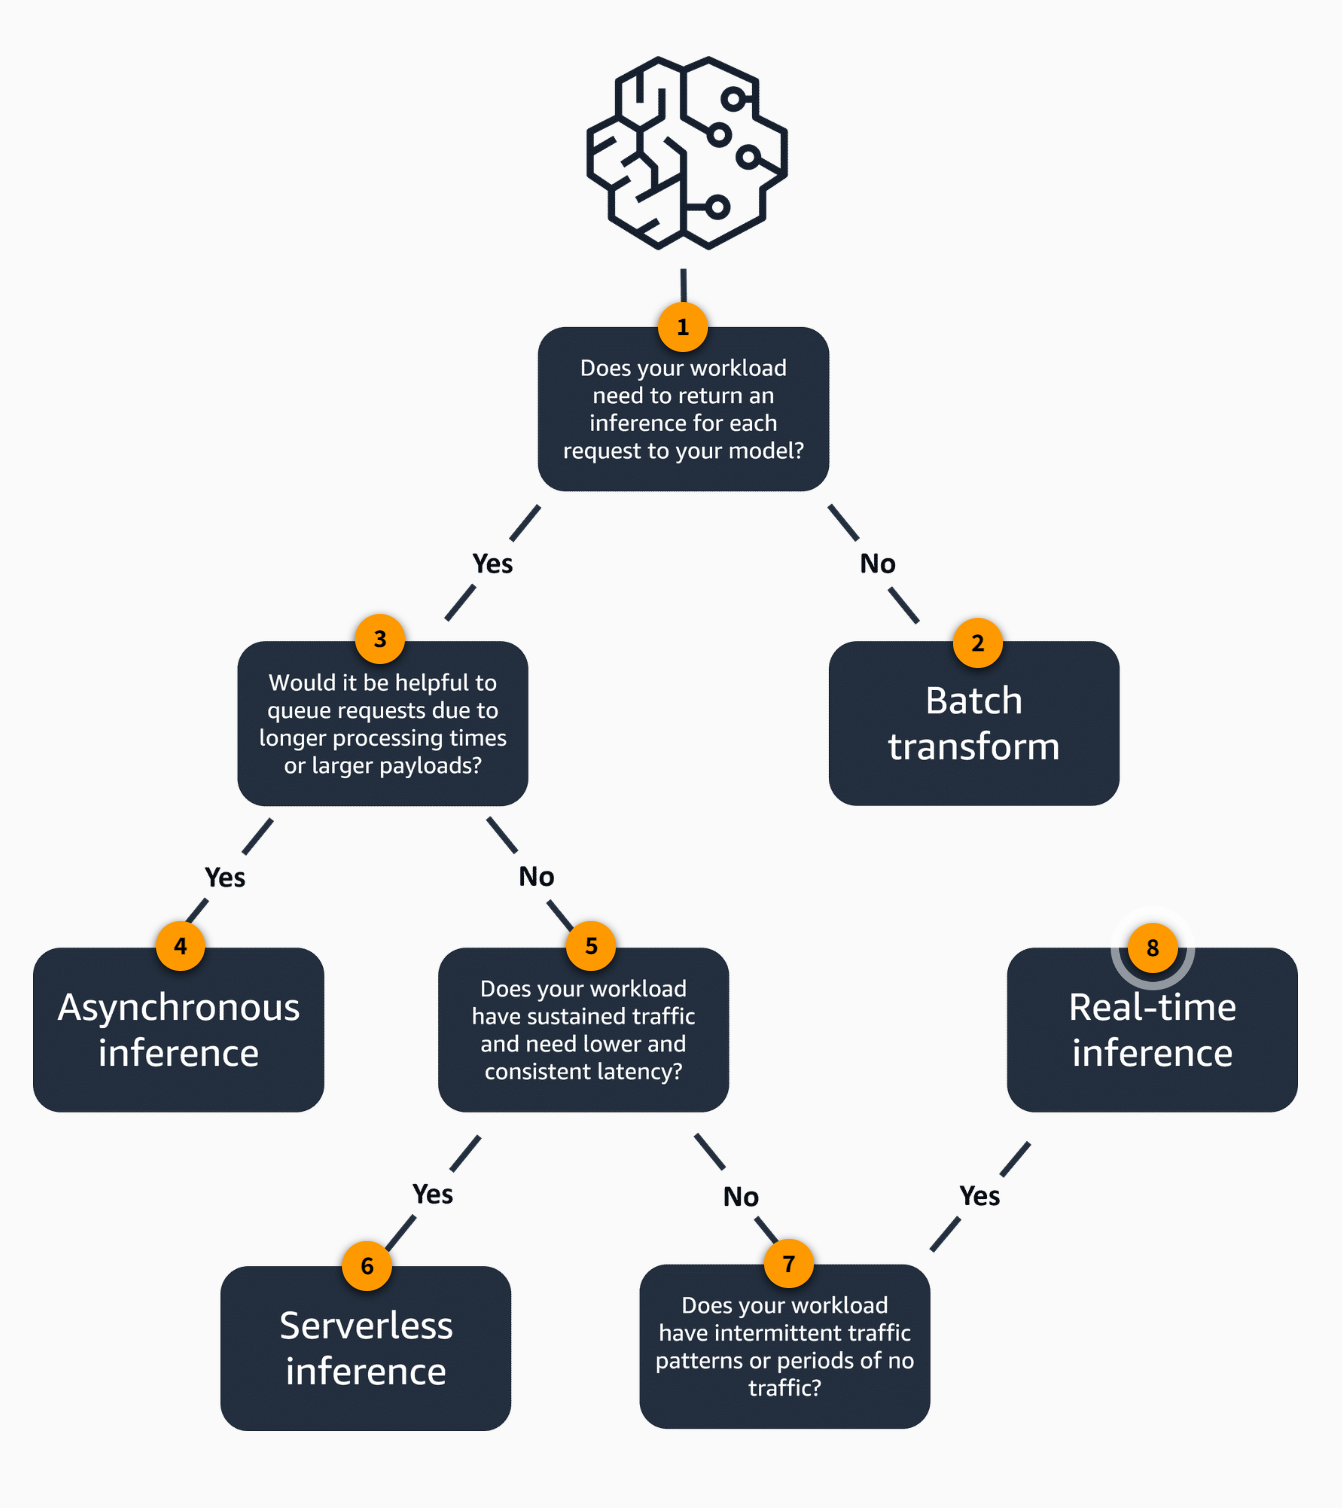 1
Does your workload
need to return an
inference for each
request to your model?
Yes
No
3
Would it be helpful to
queue requests due to
longer processing times
or larger payloads?
2
Batch
transform
Yes
No
4
Asynchronous
inference
5
Does your workload
have sustained traffic
and need lower and
consistent latency?
8
Real-time
inference
Yes
No
Yes
6
Serverless
inference
7
Does your workload
have intermittent traffic
patterns or periods of no
traffic?